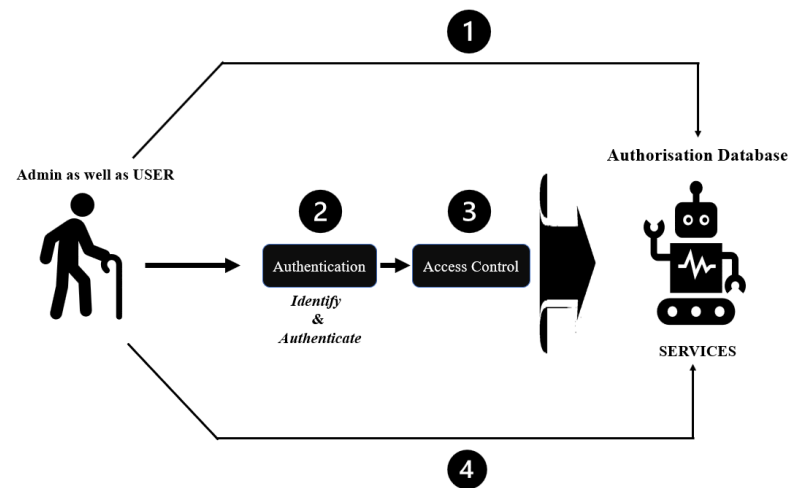 1
Authorisation Database
Admin as well as USER
2
3
Authentication
Access Control
Identify
&
Authenticate
SERVICES
4